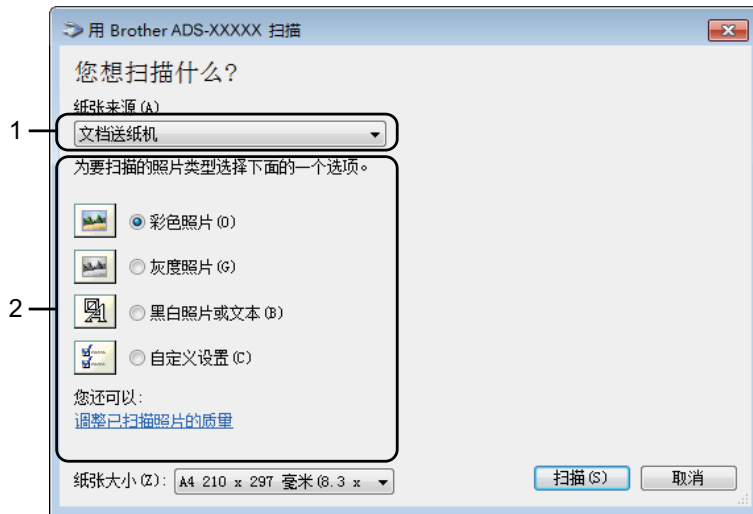 用 Brother ADS-XXXXX 扫描
您想扫描什么?
纸张来源(A)
1
文档送纸机
为要扫描的照片类型选择下面的一个选项。
彩色照片(O)
灰度照片(G)
2
黑白照片或文本(B)
自定义设置(C)
您还可以:
调整已扫描照片的质量
纸张大小(Z): A4 210 x 297 毫米(8.3 x
扫描(S) 取消